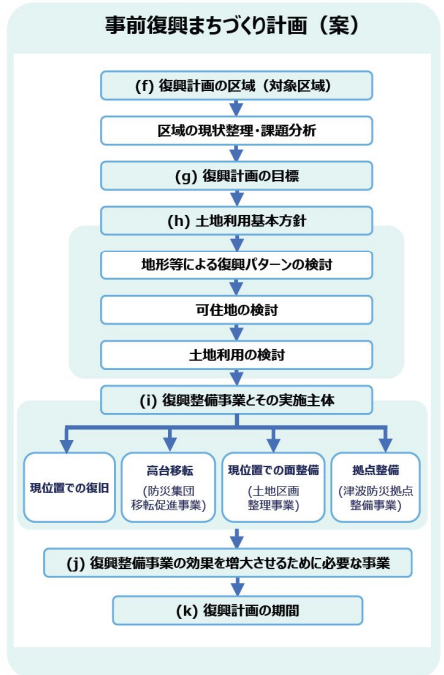 事前復興まちづくり計画（案）
(f) 復興計画の区域（対象区域）
区域の現状整理・課題分析
(g) 復興計画の目標
(h) 土地利用基本方針
地形等による復興パターンの検討
可住地の検討
土地利用の検討
(i) 復興整備事業とその実施主体
現位置での復旧
高台移転
(防災集団
移転促進事業)
現位置での面整備
(土地区画
整理事業)
拠点整備
(津波防災拠点
整備事業)
(j) 復興整備事業の効果を増大させるために必要な事業
(k) 復興計画の期間